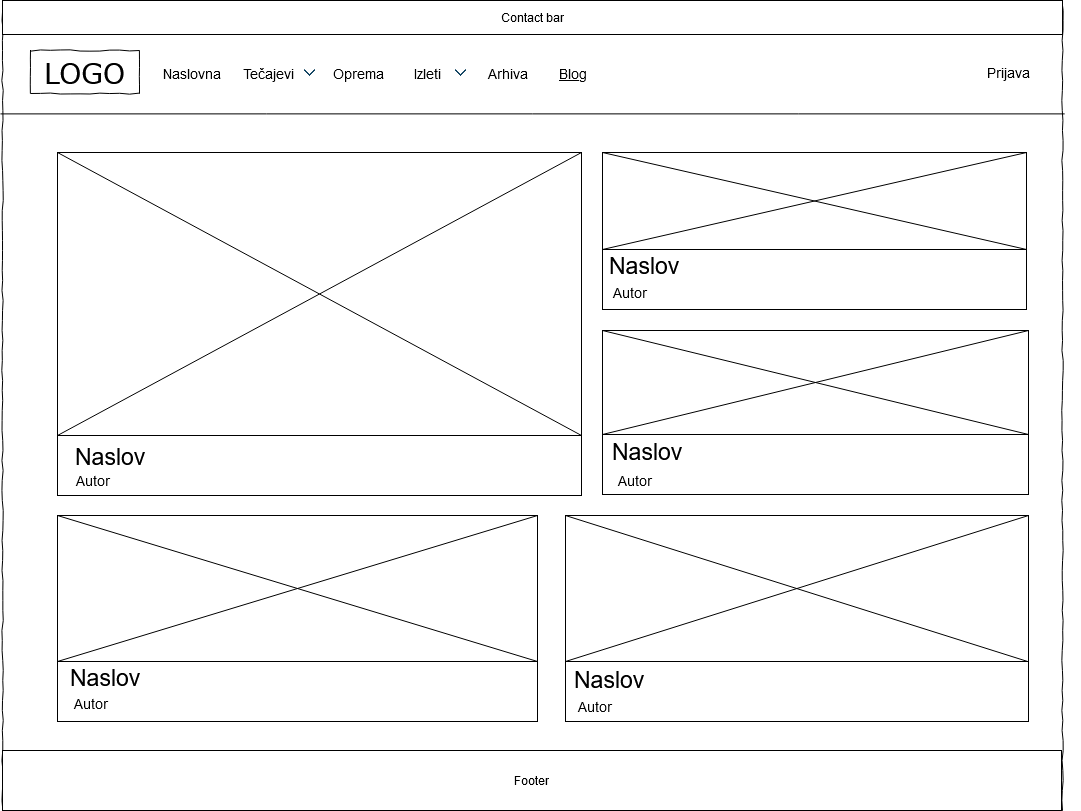 Contact bar
LOGO Naslovna Tečajevi Oprema Izleti Arhiva Blog Prijava
Naslov
Autor
Naslov
Autor
Naslov
Autor
Naslov
Autor
Naslov
Autor
Footer